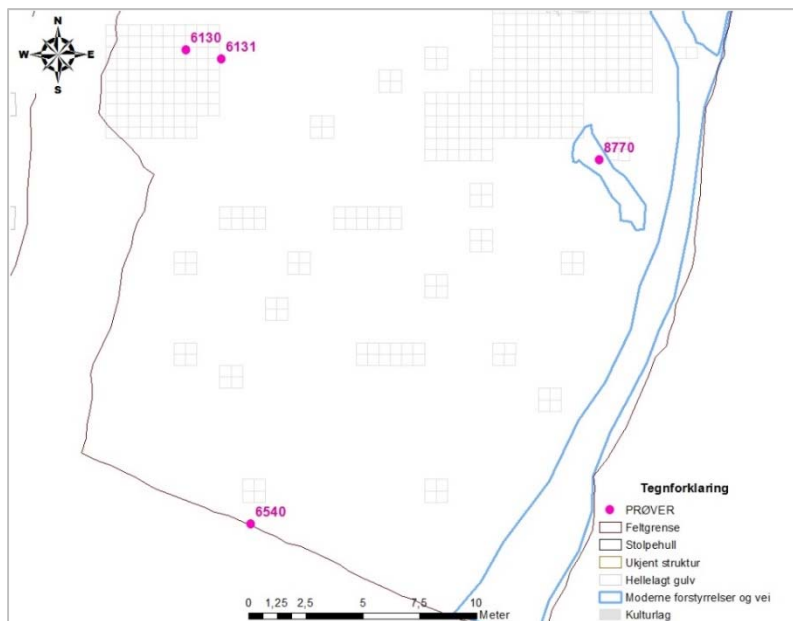 N
W E
S
6130
6131
8770
6540
Tegnforklaring
PRØVER
Feltgrense
Stolpehull
Ukjent struktur
Hellelagt gulv
Moderne forstyrrelser og vei
Kulturlag
0 1,25 2,5 5 7,5 10
Meter